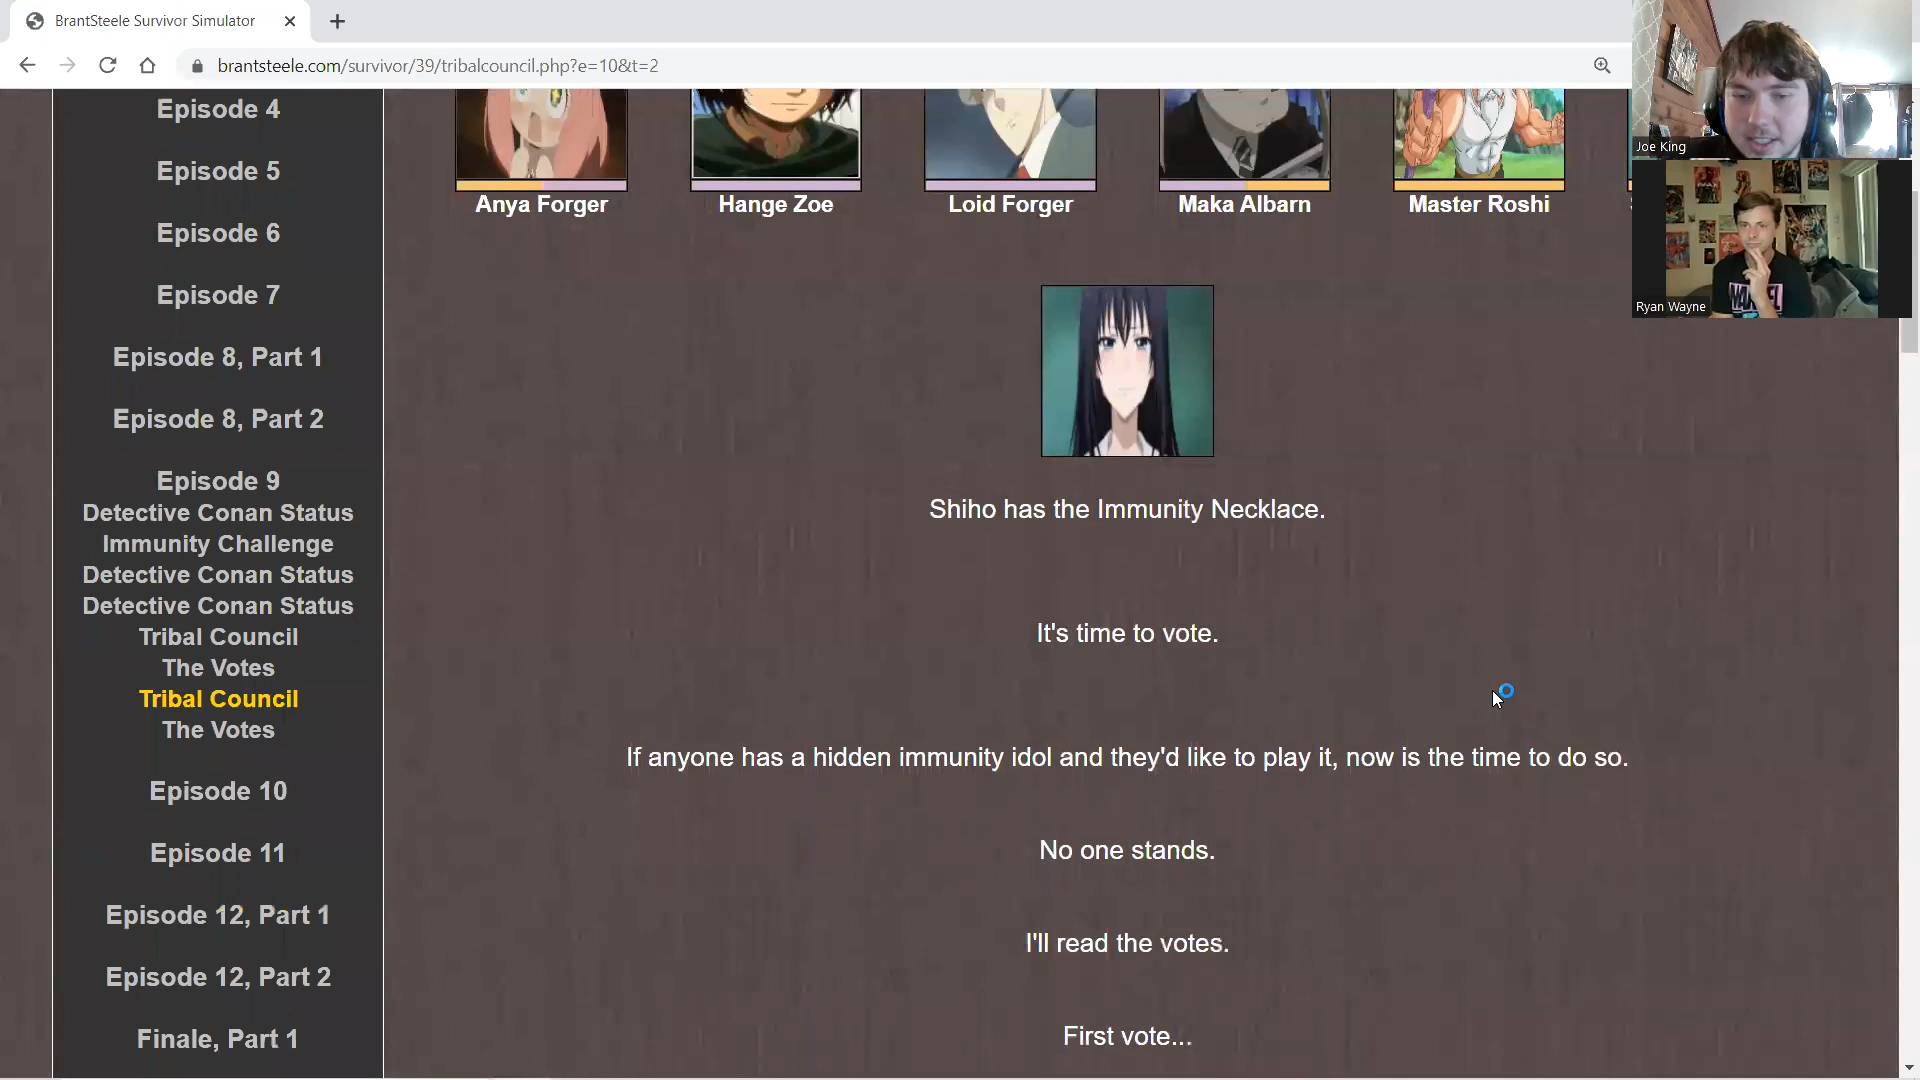 BrantSteele Survivor Simulator
brantsteele.com/survivor/39/tribalcouncil.php?e=10&t=2
Episode 4
Episode 5
Episode 6
Episode 7
Episode 8, Part 1
Episode 8, Part 2
Episode 9
Detective Conan Status
Immunity Challenge
Detective Conan Status
Detective Conan Status
Tribal Council
The Votes
Tribal Council
The Votes
Episode 10
Episode 11
Episode 12, Part 1
Episode 12, Part 2
Finale, Part 1
Anya Forger
Hange Zoe
Loid Forger
Maka Albarn
Master Roshi
Shiho has the Immunity Necklace.
It's time to vote.
If anyone has a hidden immunity idol and they'd like to play it, now is the time to do so.
No one stands.
I'll read the votes.
First vote...
Joe King
Ryan Wayne